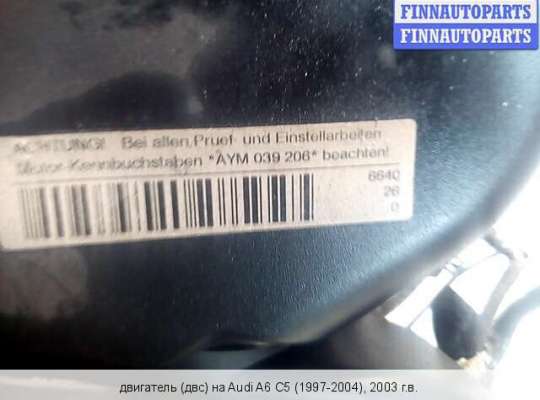 FINNAUTOPARTS
FINNAUTOPARTS
ACHTUNG! Bei allen Pruef- und Einstellarbeiten
Motor-Kennbuchstaben *AYM 039 206* beachten!
6640
26
0
двигатель (двс) на Audi A6 C5 (1997-2004), 2003 г.в.